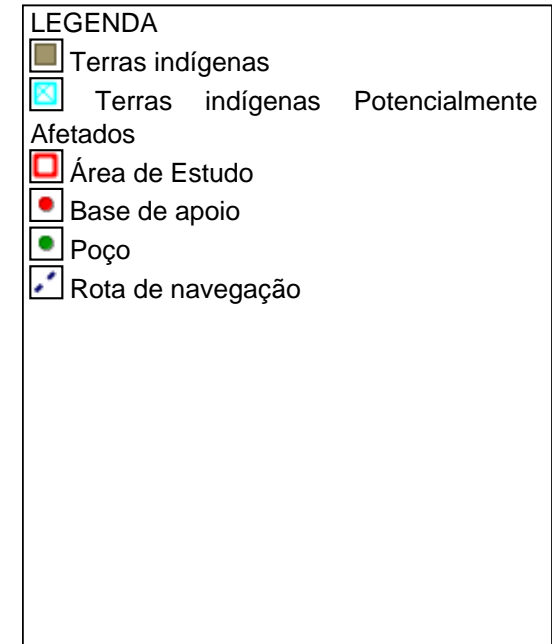 LEGENDA
Terras indígenas
Terras indígenas Potencialmente
Afetados
Área de Estudo
Base de apoio
Poço
Rota de navegação